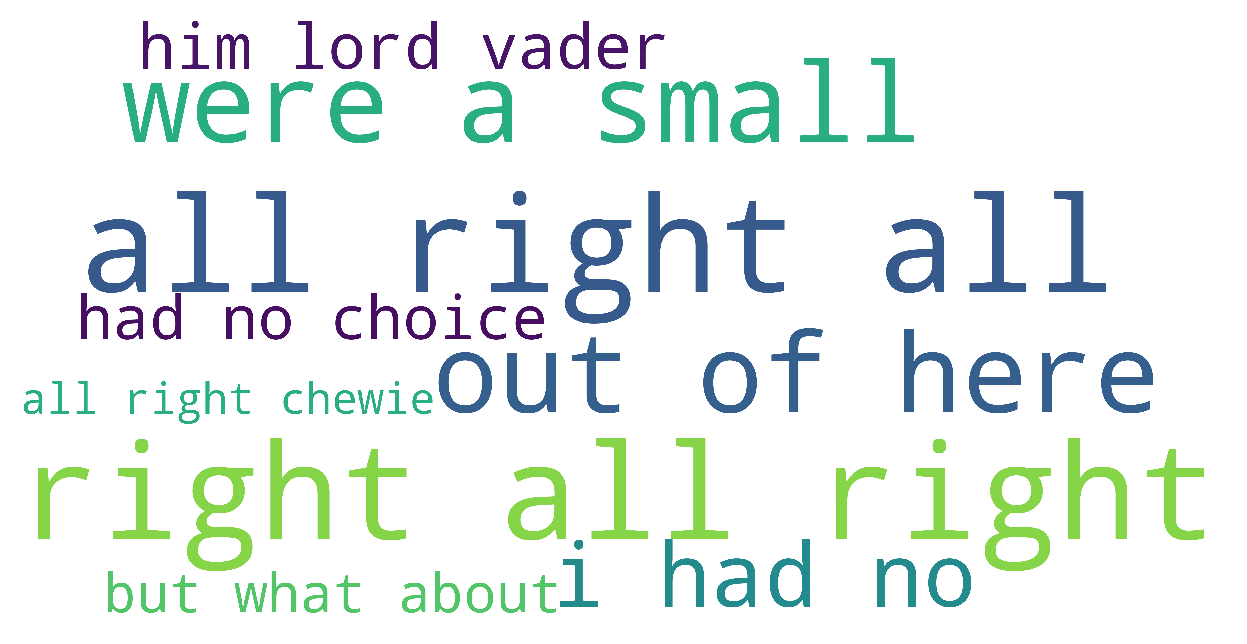 him lord vader
were a small
all right all
had no choice
out of here
all right chewie
right all right
i had no
but what about